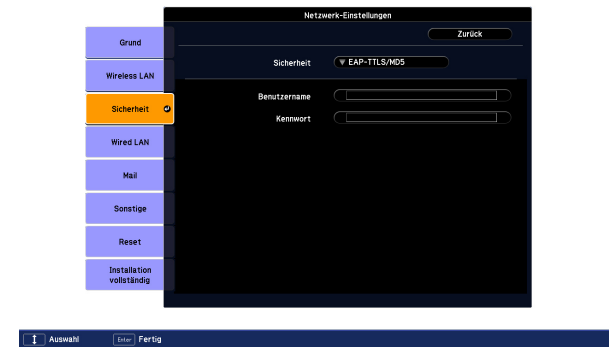 Netzwerk-Einstellungen
Zurück
Grund
Sicherheit EAP-TTLS/MD5
Wireless LAN
Benutzername
Sicherheit
Kennwort
Wired LAN
Mail
Sonstige
Reset
Installation
vollständig
Auswahl Enter Fertig